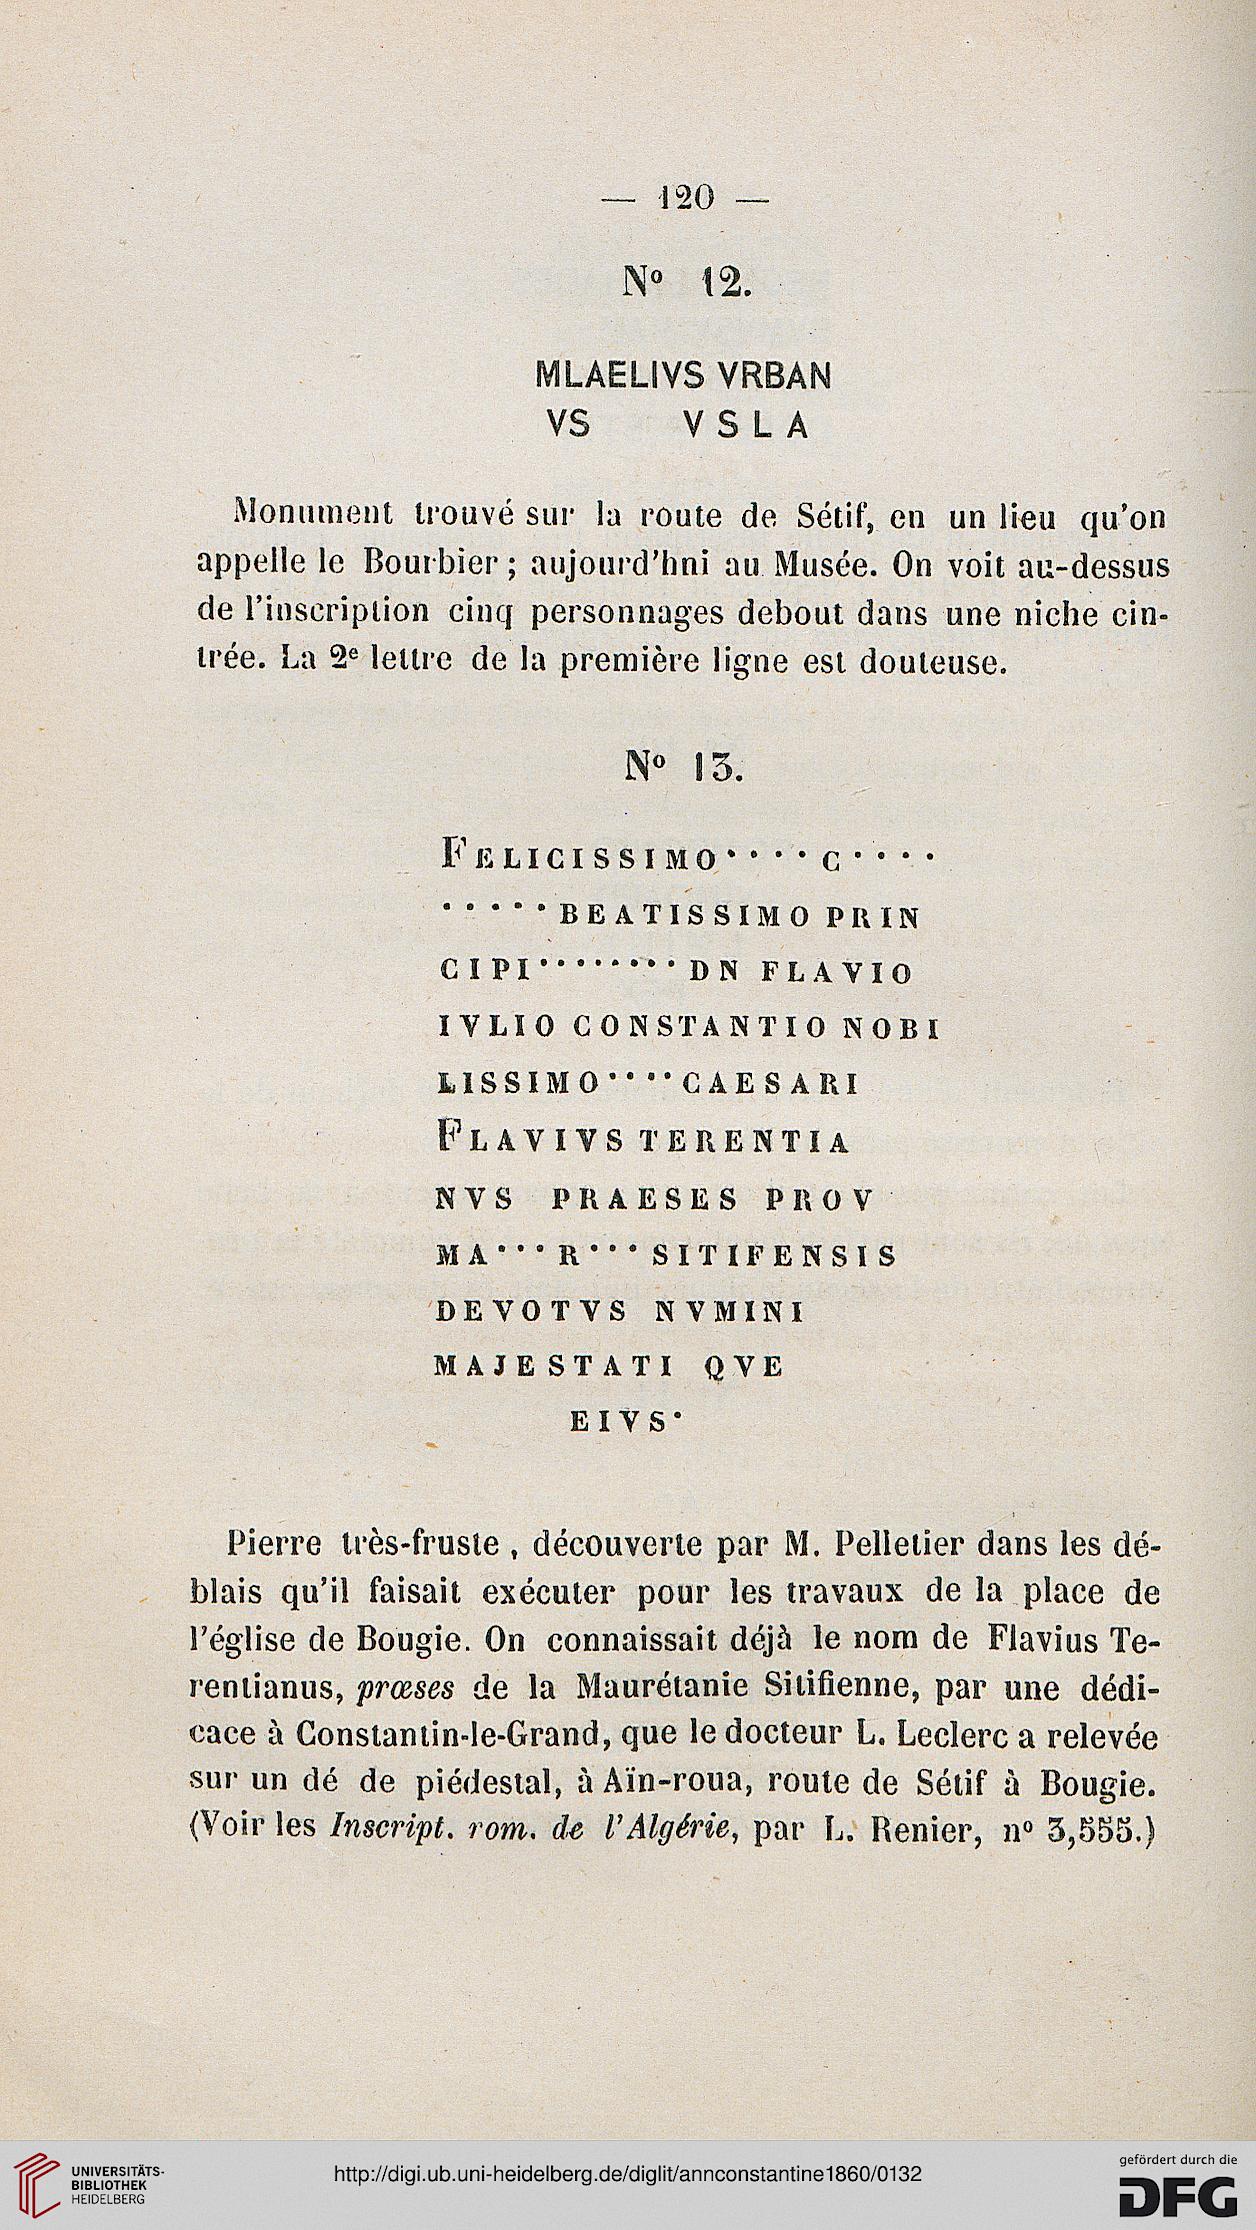 — 120 —
N° 12.
MLAELIVS VRBAN
VS V S L A
Monument trouvé sur la route de Sétif, en un lieu qu'on
appelle le Bourbier ; aujourd'hni au Musée. On voit au-dessus
de l'inscription cinq personnages debout dans une niche cin-
trée. La 2e lettre de la première ligne est douteuse.
N° 13.
FELICISSIMO····C····
·····BEATISSIMO PRIN
CIPI········DN FLAVIO
IVLIO CONSTANTIO NOBI
LISSIMO····CAESARI
FLAVIVS TERENTIA
NVS PRAESES PROV
MA···R···SITIFENSIS
DEVOTVS NVMINI
MAJESTATI QVE
EIVS·
Pierre très-fruste , découverte par M. Pelletier dans les dé-
blais qu'il faisait exécuter pour les travaux de la place de
l'église de Bougie. On connaissait déjà le nom de Flavius Te-
rentianus, prœses de la Maurétanie Sitifienne, par une dédi-
cace à Constantin-le-Grand, que le docteur L. Leclerc a relevée
sur un dé de piédestal, à Aïn-roua, route de Sétif à Bougie.
(Voir les Inscript. rom. de l'Algérie, par L. Renier, n° 3,555.)
UNIVERSITÄTS-
BIBLIOTHEK
HEIDELBERG
http://digi.ub.uni-heidelberg.de/diglit/annconstantine1860/0132
gefördert durch die
DFG